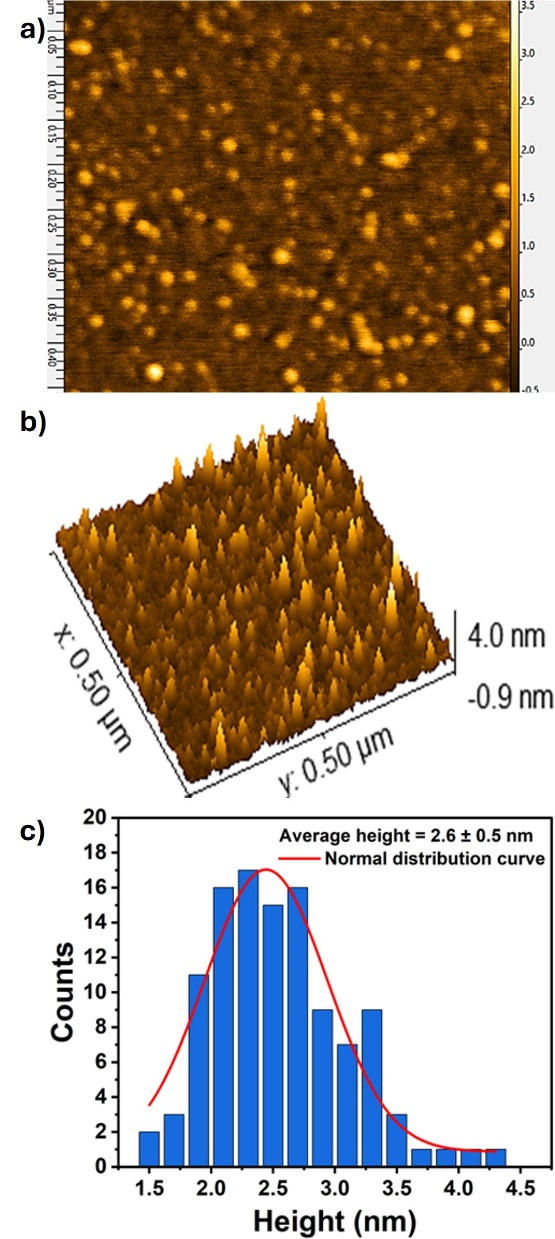 a)
µm
0.05
0.10
0.15
0.20
0.25
0.30
0.35
0.40
3.5
3.0
2.5
2.0
1.5
1.0
0.5
0.0
-0.5
b)
x: 0.50 µm
y: 0.50 µm
4.0 nm
-0.9 nm
c)
Average height = 2.6 ± 0.5 nm
Normal distribution curve
Counts
20
18
16
14
12
10
8
6
4
2
0
1.5 2.0 2.5 3.0 3.5 4.0 4.5
Height (nm)